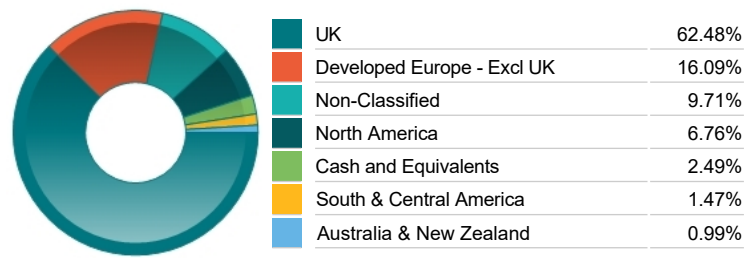 UK 62.48%
Developed Europe - Excl UK 16.09%
Non-Classified 9.71%
North America 6.76%
Cash and Equivalents 2.49%
South & Central America 1.47%
Australia & New Zealand 0.99%